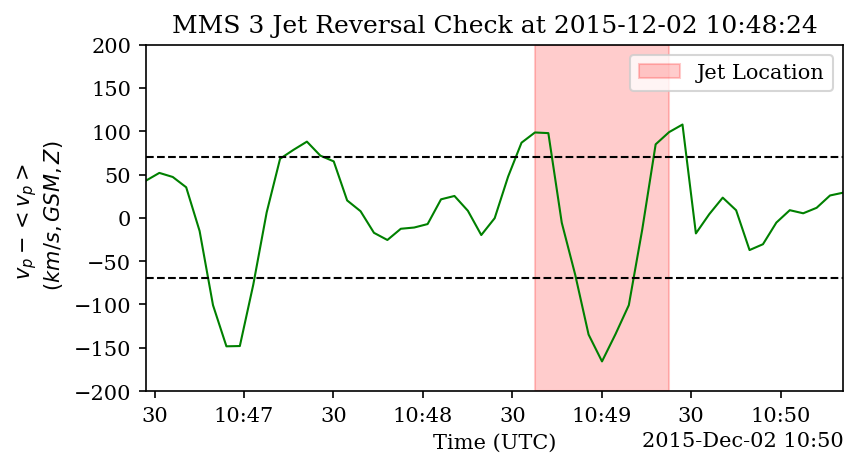 MMS 3 Jet Reversal Check at 2015-12-02 10:48:24
Jet Location
200
150
100
50
0
−50
−100
−150
−200
v_p − < v_p >
(km/s, GSM, Z)
30 10:47 30 10:48 30 10:49 30 10:50
Time (UTC)
2015-Dec-02 10:50